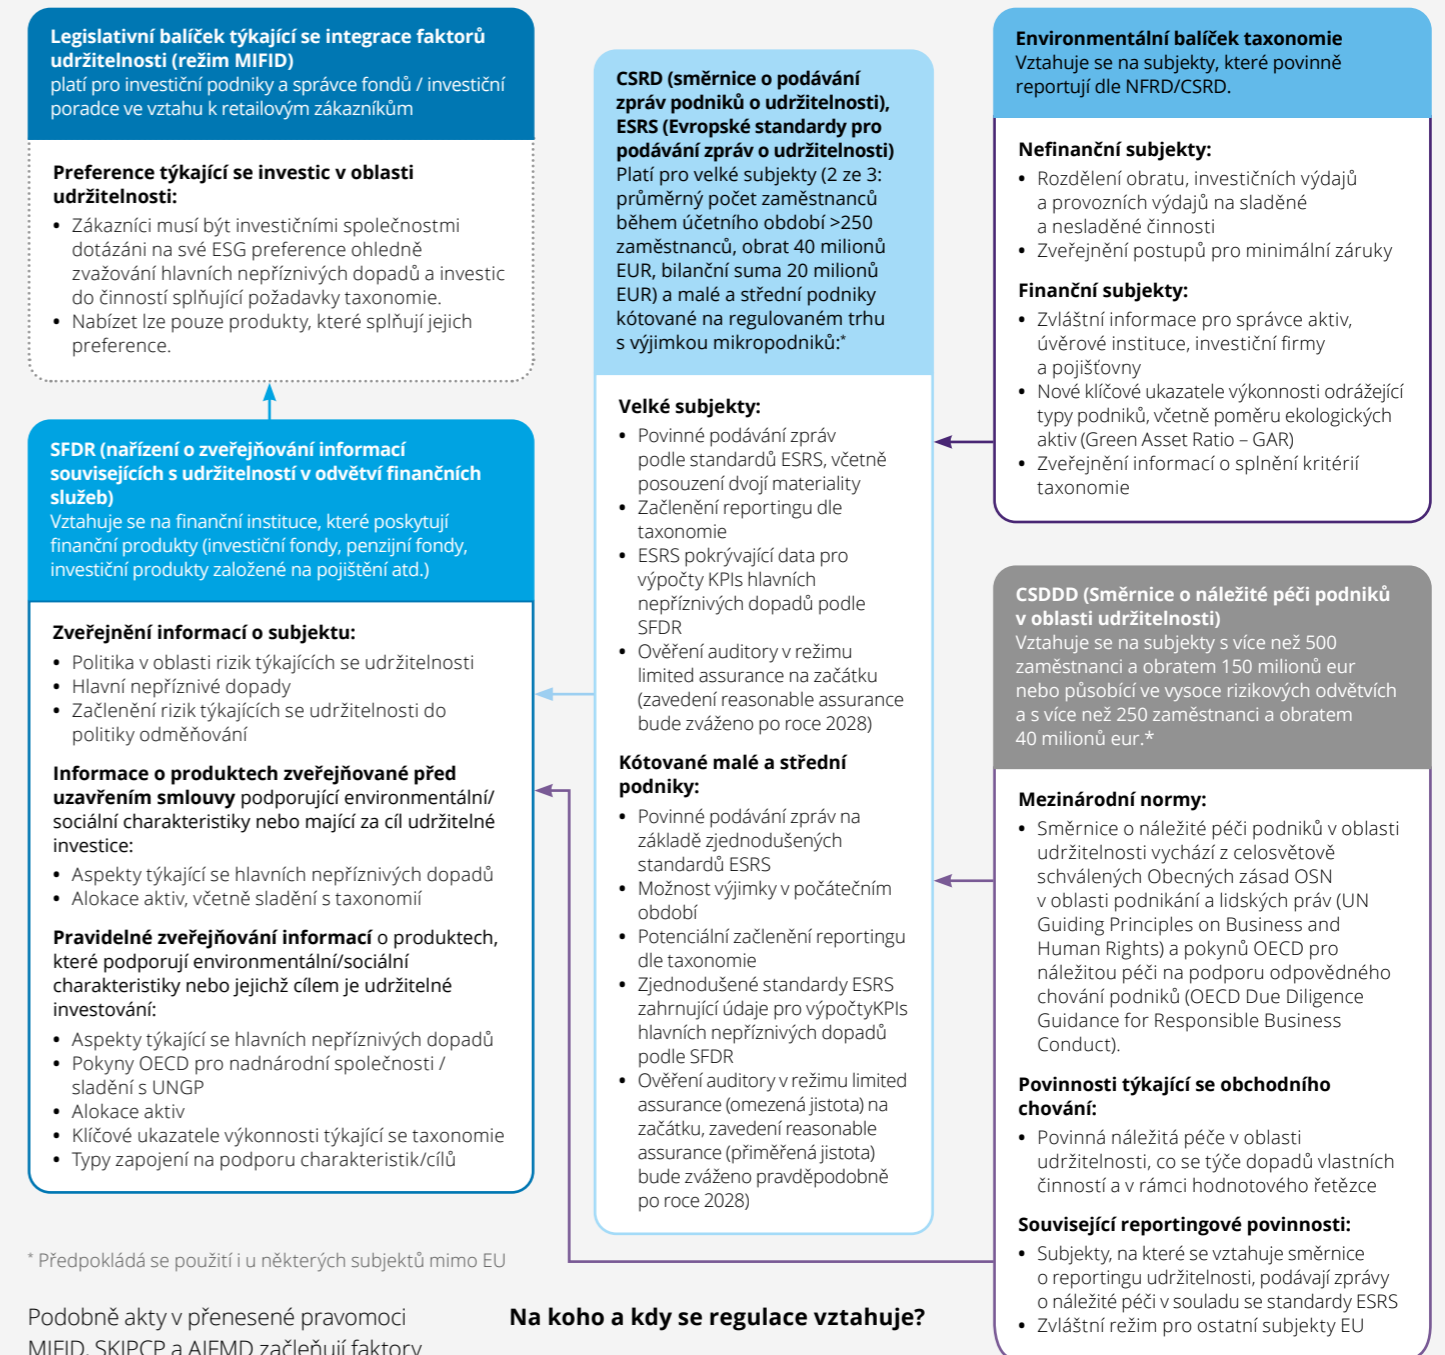 Legislativní balíček týkající se integrace faktorů
udržitelnosti (režim MIFID)
platí pro investiční podniky a správce fondů / investiční
poradce ve vztahu k retailovým zákazníkům
Preference týkající se investic v oblasti
udržitelnosti:
• Zákazníci musí být investičními společnostmi
dotázáni na své ESG preference ohledně
zvažování hlavních nepříznivých dopadů a investic
do činností splňující požadavky taxonomie.
• Nabízet lze pouze produkty, které splňují jejich
preference.
SFDR (nařízení o zveřejňování informací
souvisejících s udržitelností v odvětví finančních
služeb)
Vztahuje se na finanční instituce, které poskytují
finanční produkty (investiční fondy, penzijní fondy,
investiční produkty založené na pojištění atd.)
Zveřejnění informací o subjektu:
• Politika v oblasti rizik týkajících se udržitelnosti
• Hlavní nepříznivé dopady
• Začlenění rizik týkajících se udržitelnosti do
politiky odměňování
Informace o produktech zveřejňované před
uzavřením smlouvy podporující environmentální/
sociální charakteristiky nebo mající za cíl udržitelné
investice:
• Aspekty týkající se hlavních nepříznivých dopadů
• Alokace aktiv, včetně sladění s taxonomií
Pravidelné zveřejňování informací o produktech,
které podporují environmentální/sociální
charakteristiky nebo jejichž cílem je udržitelné
investování:
• Aspekty týkající se hlavních nepříznivých dopadů
• Pokyny OECD pro nadnárodní společnosti /
sladění s UNGP
• Alokace aktiv
• Klíčové ukazatele výkonnosti týkající se taxonomie
• Typy zapojení na podporu charakteristik/cílů
CSRD (směrnice o podávání
zpráv podniků o udržitelnosti),
ESRS (Evropské standardy pro
podávání zpráv o udržitelnosti)
Platí pro velké subjekty (2 ze 3:
průměrný počet zaměstnanců
během účetního období >250
zaměstnanců, obrat 40 milionů
EUR, bilanční suma 20 milionů
EUR) a malé a střední podniky
kótované na regulovaném trhu
s výjimkou mikropodniků:*
Velké subjekty:
• Povinné podávání zpráv
podle standardů ESRS, včetně
posouzení dvojí materiality
• Začlenění reportingu dle
taxonomie
• ESRS pokrývající data pro
výpočty KPIs hlavních
nepříznivých dopadů podle
SFDR
• Ověření auditory v režimu
limited assurance na začátku
(zavedení reasonable assurance
bude zváženo po roce 2028)
Kótované malé a střední
podniky:
• Povinné podávání zpráv na
základě zjednodušených
standardů ESRS
• Možnost výjimky v počátečním
období
• Potenciální začlenění reportingu
dle taxonomie
• Zjednodušené standardy ESRS
zahrnující údaje pro výpočtyKPIs
hlavních nepříznivých dopadů
podle SFDR
• Ověření auditory v režimu limited
assurance (omezená jistota) na
začátku, zavedení reasonable
assurance (přiměřená jistota)
bude zváženo pravděpodobně
po roce 2028)
Environmentální balíček taxonomie
Vztahuje se na subjekty, které povinně
reportují dle NFRD/CSRD.
Nefinanční subjekty:
• Rozdělení obratu, investičních výdajů
a provozních výdajů na sladěné
a nesladěné činnosti
• Zveřejnění postupů pro minimální záruky
Finanční subjekty:
• Zvláštní informace pro správce aktiv,
úvěrové instituce, investiční firmy
a pojišťovny
• Nové klíčové ukazatele výkonnosti odrážející
typy podniků, včetně poměru ekologických
aktiv (Green Asset Ratio – GAR)
• Zveřejnění informací o splnění kritérií
taxonomie
CSDDD (Směrnice o náležité péči podniků
v oblasti udržitelnosti)
Vztahuje se na subjekty s více než 500
zaměstnanci a obratem 150 milionů eur
nebo působící ve vysoce rizikových odvětvích
a s více než 250 zaměstnanci a obratem
40 milionů eur.*
Mezinárodní normy:
• Směrnice o náležité péči podniků v oblasti
udržitelnosti vychází z celosvětově
schválených Obecných zásad OSN
v oblasti podnikání a lidských práv (UN
Guiding Principles on Business and
Human Rights) a pokynů OECD pro
náležitou péči na podporu odpovědného
chování podniků (OECD Due Diligence
Guidance for Responsible Business
Conduct).
Povinnosti týkající se obchodního
chování:
• Povinná náležitá péče v oblasti
udržitelnosti, co se týče dopadů vlastních
činností a v rámci hodnotového řetězce
Související reportingové povinnosti:
• Subjekty, na které se vztahuje směrnice
o reportingu udržitelnosti, podávají zprávy
o náležité péči v souladu se standardy ESRS
• Zvláštní režim pro ostatní subjekty EU
* Předpokládá se použití i u některých subjektů mimo EU
Podobně akty v přenesené pravomoci
MIFID, SKIPCP a AIFMD začleňují faktory
Na koho a kdy se regulace vztahuje?